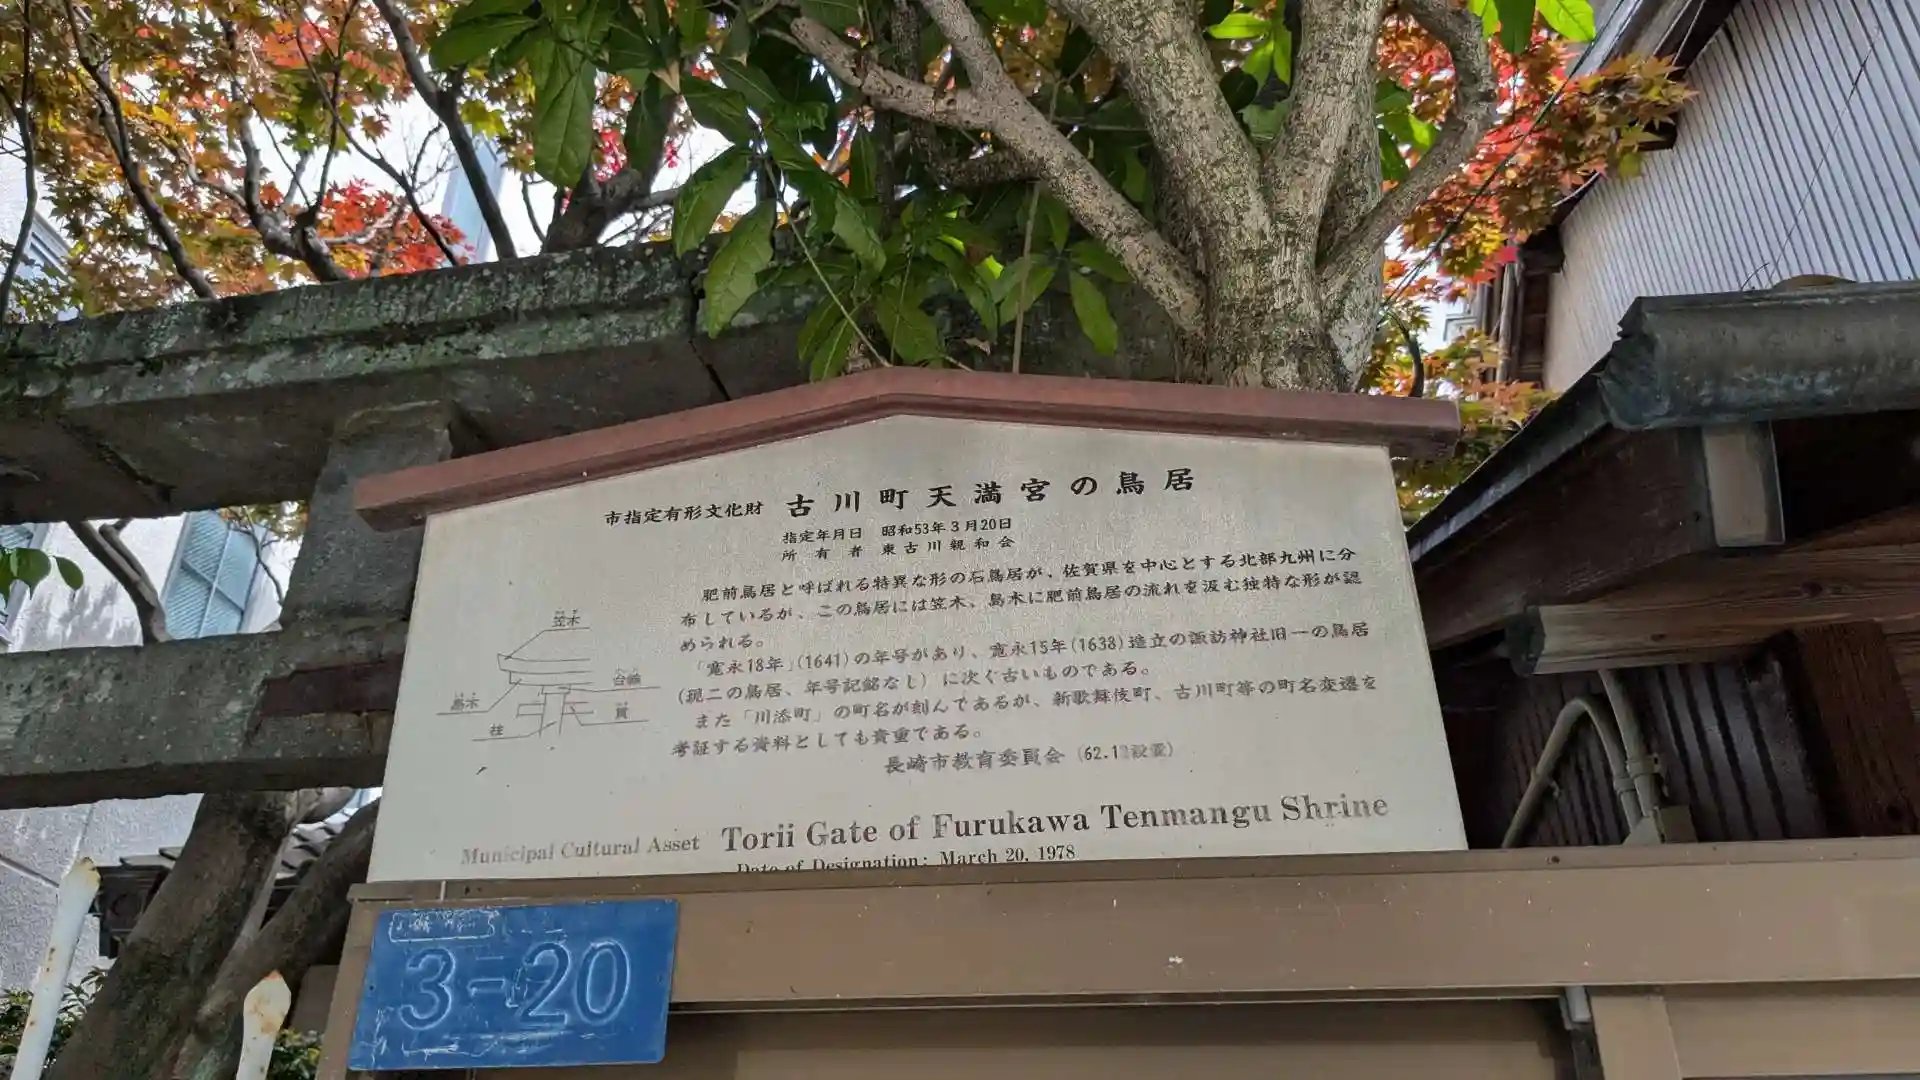 市指定有形文化財 古川町天満宮の鳥居
指定年月日 昭和53年3月20日
所有者 東古川親和会
肥前鳥居と呼ばれる特異な形の石鳥居が、佐賀県を中心とする北部九州に分
布しているが、この鳥居には笠木、島木に肥前鳥居の流れを汲む独特な形が認
められる。
「寛永18年」(1641)の年号があり、寛永15年(1638)造立の諏訪神社旧一の鳥居
(現二の鳥居、年号記銘なし)に次ぐ古いものである。
また「川添町」の町名が刻んであるが、新歌舞伎町、古川町等の町名変遷を
考証する資料としても貴重である。
長崎市教育委員会
笠木
台輪
島木
貫
柱
Municipal Cultural Asset Torii Gate of Furukawa Tenmangu Shrine
Date of Designation: March 20, 1978
3-20